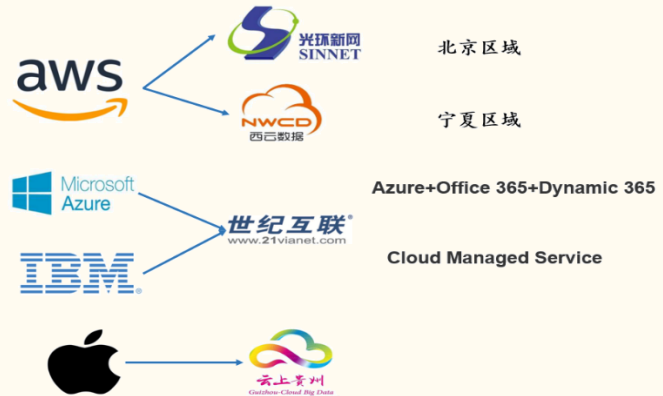 光环新网
SINNET
北京区域
aws
NWCD
西云数据
宁夏区域
Microsoft
Azure
Azure+Office 365+Dynamic 365
世纪互联®
www.21vianet.com
IBM.
Cloud Managed Service
云上贵州
Guizhou-Cloud Big Data